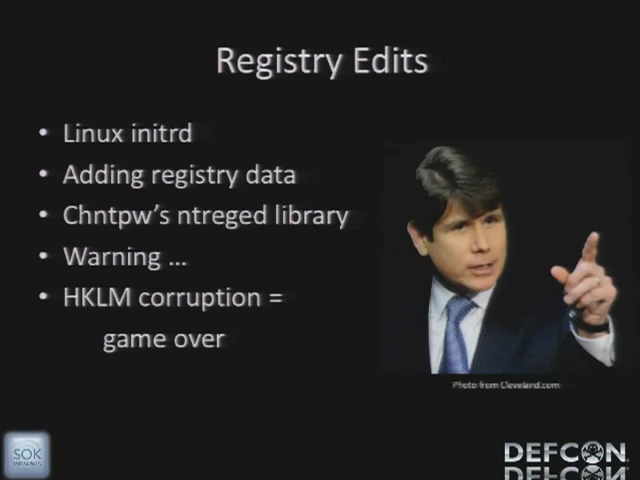 Registry Edits
• Linux initrd
• Adding registry data
• Chntpw's ntreged library
• Warning ...
• HKLM corruption =
game over
Photo from Cleveland.com
SOK
DEFCON